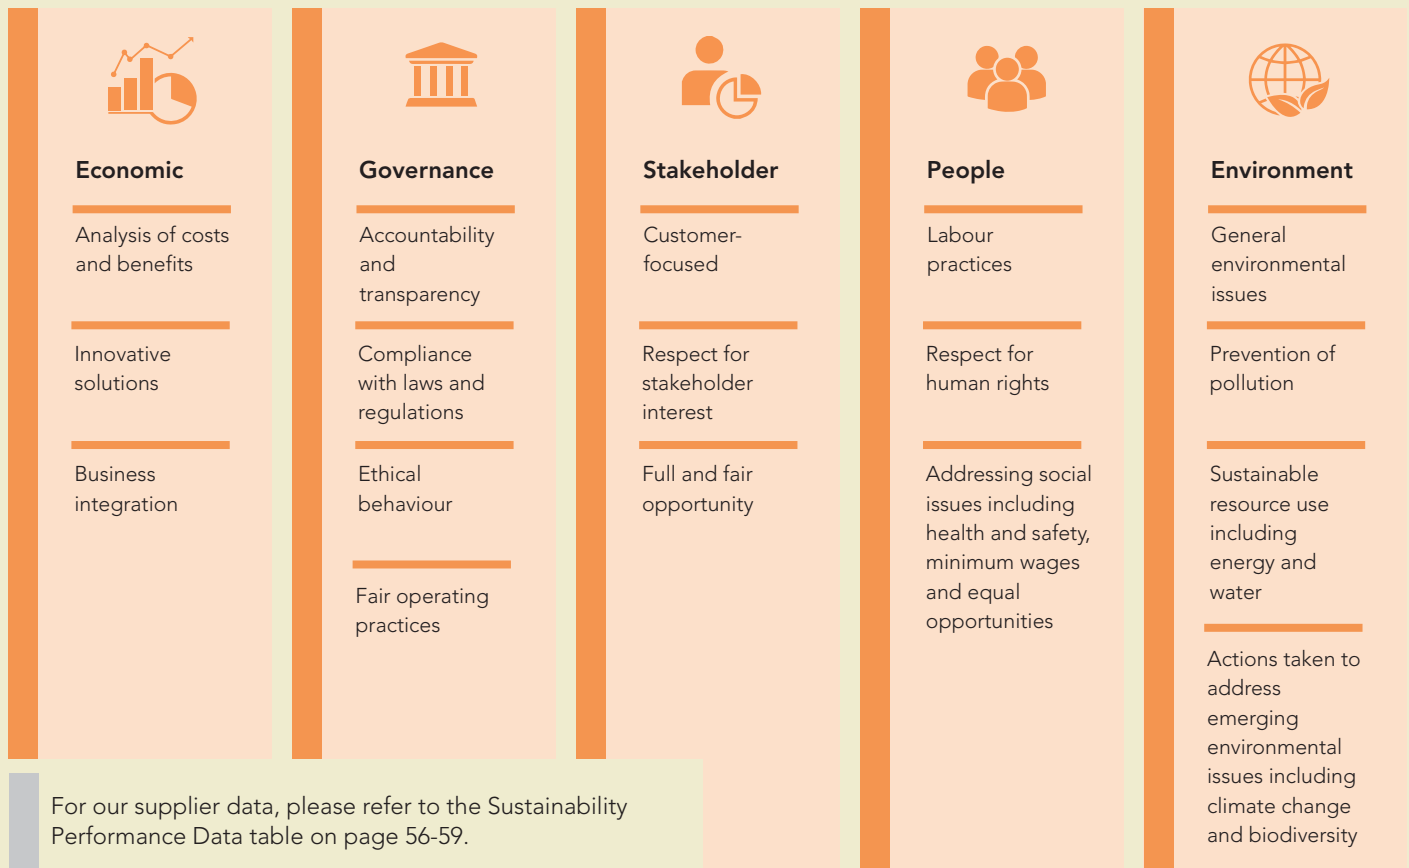 Economic
Analysis of costs
and benefits
Innovative
solutions
Business
integration
Governance
Accountability
and
transparency
Compliance
with laws and
regulations
Ethical
behaviour
Fair operating
practices
Stakeholder
Customer-
focused
Respect for
stakeholder
interest
Full and fair
opportunity
People
Labour
practices
Respect for
human rights
Addressing social
issues including
health and safety,
minimum wages
and equal
opportunities
Environment
General
environmental
issues
Prevention of
pollution
Sustainable
resource use
including
energy and
water
Actions taken to
address
emerging
environmental
issues including
climate change
and biodiversity
For our supplier data, please refer to the Sustainability
Performance Data table on page 56-59.